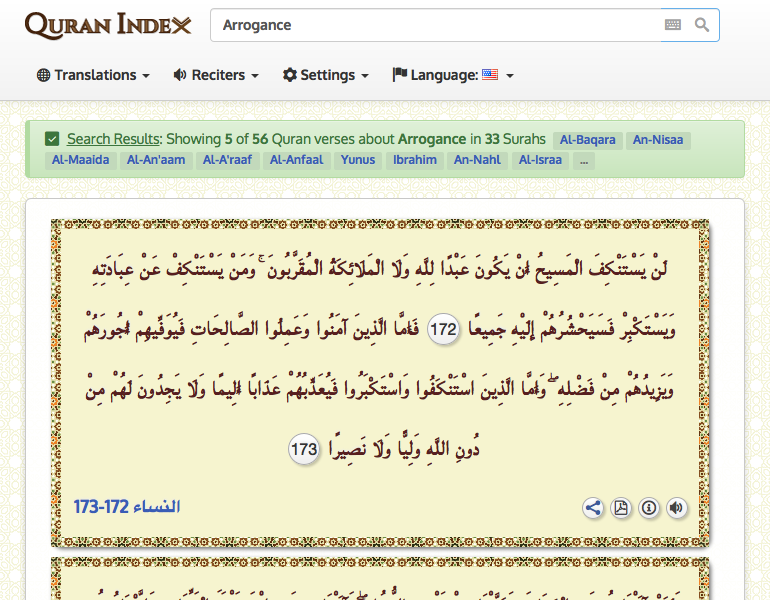 QURAN INDEX
Arrogance
Translations Reciters Settings Language:
Search Results: Showing 5 of 56 Quran verses about Arrogance in 33 Surahs Al-Baqara An-Nisaa
Al-Maaida Al-An'aam Al-A'raaf Al-Anfaal Yunus Ibrahim An-Nahl Al-Israa ...
لَنْ يَسْتَنْكِفَ الْمَسِيحُ أَنْ يَكُونَ عَبْدًا لِلَّهِ وَلَا الْمَلَائِكَةُ الْمُقَرَّبُونَ ۚ وَمَنْ يَسْتَنْكِفْ عَنْ عِبَادَتِهِ
وَيَسْتَكْبِرْ فَسَيَحْشُرُهُمْ إِلَيْهِ جَمِيعًا 172 فَأَمَّا الَّذِينَ آمَنُوا وَعَمِلُوا الصَّالِحَاتِ فَيُوَفِّيهِمْ أُجُورَهُمْ
وَيَزِيدُهُمْ مِنْ فَضْلِهِ ۖ وَأَمَّا الَّذِينَ اسْتَنْكَفُوا وَاسْتَكْبَرُوا فَيُعَذِّبُهُمْ عَذَابًا أَلِيمًا وَلَا يَجِدُونَ لَهُمْ مِنْ
دُونِ اللَّهِ وَلِيًّا وَلَا نَصِيرًا 173
النساء 172-173